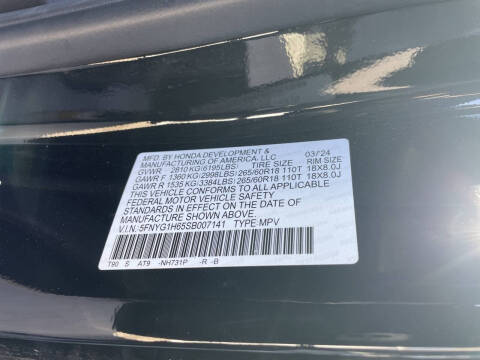 MFD. BY HONDA DEVELOPMENT & 03/24
MANUFACTURING OF AMERICA, LLC
GVWR 2810KG(6195LBS) TIRE SIZE RIM SIZE
GAWR F 1360KG(2998LBS) 265/60R18 110T 18X8.0J
GAWR R 1535KG(3384LBS) 265/60R18 110T 18X8.0J
THIS VEHICLE CONFORMS TO ALL APPLICABLE
FEDERAL MOTOR VEHICLE SAFETY
STANDARDS IN EFFECT ON THE DATE OF
MANUFACTURE SHOWN ABOVE.
V.I.N.:5FNYG1H65SB007141 TYPE:MPV
T90 S AT9 -NH731P -R -B